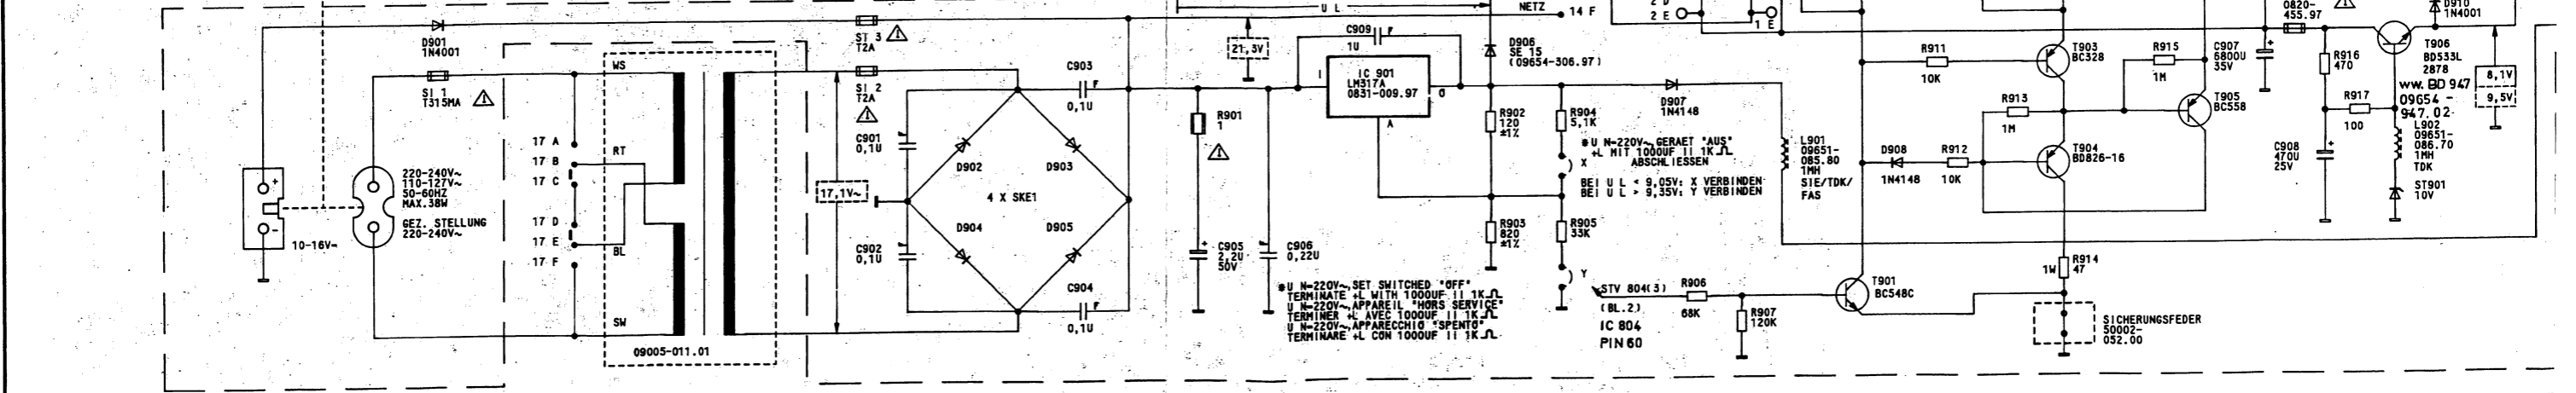 D901
1N4001
SI 1
T315MA
220-240V~
110-127V~
50-60HZ
MAX.38W
GEZ. STELLUNG
220-240V~
+
-
10-16V=
17 A
17 B
17 C
17 D
17 E
17 F
WS
RT
BL
SW
09005-011.01
SI 3
T2A
SI 2
T2A
17,1V~
C901
0,1U
C902
0,1U
D902
D903
4 X SKE1
D904
D905
C903
F
0,1U
C904
F
0,1U
U L
21,3V
NETZ
14 F
R901
1
C905
2,2U
50V
C906
0,22U
C909
F
1U
I
IC 901
LM317A
0831-009.97
O
A
D906
SE 15
(09654-306.97)
R902
120
±1%
R904
5,1K
R903
820
±1%
R905
33K
X
Y
*U N=220V~, GERAET "AUS"
+L MIT 1000UF II 1K
ABSCHLIESSEN
BEI U L < 9,05V: X VERBINDEN
BEI U L > 9,35V: Y VERBINDEN
*U N=220V~, SET SWITCHED "OFF"
TERMINATE +L WITH 1000UF II 1K
U N=220V~, APPAREIL "HORS SERVICE"
TERMINER +L AVEC 1000UF II 1K
U N=220V~, APPARECCHIO "SPENTO"
TERMINARE +L CON 1000UF II 1K
D907
1N4148
STV 804(3)
(BL.2)
IC 804
PIN 60
R906
68K
R907
120K
2 E
1 E
L901
09651-
085.80
1MH
SIE/TDK/
FAS
T901
BC548C
R911
10K
D908
1N4148
R912
10K
R913
1M
T903
BC328
T904
BD826-16
R915
1M
T905
BC558
R914
1W
47
SICHERUNGSFEDER
50002-
052.00
C907
6800U
35V
0820-
455.97
R916
470
R917
100
C908
470U
25V
D910
1N4001
T906
BD533L
2878
WW. BD 947
09654 -
947.02
L902
09651-
086.70
1MH
TDK
ST901
10V
8,1V
9,5V